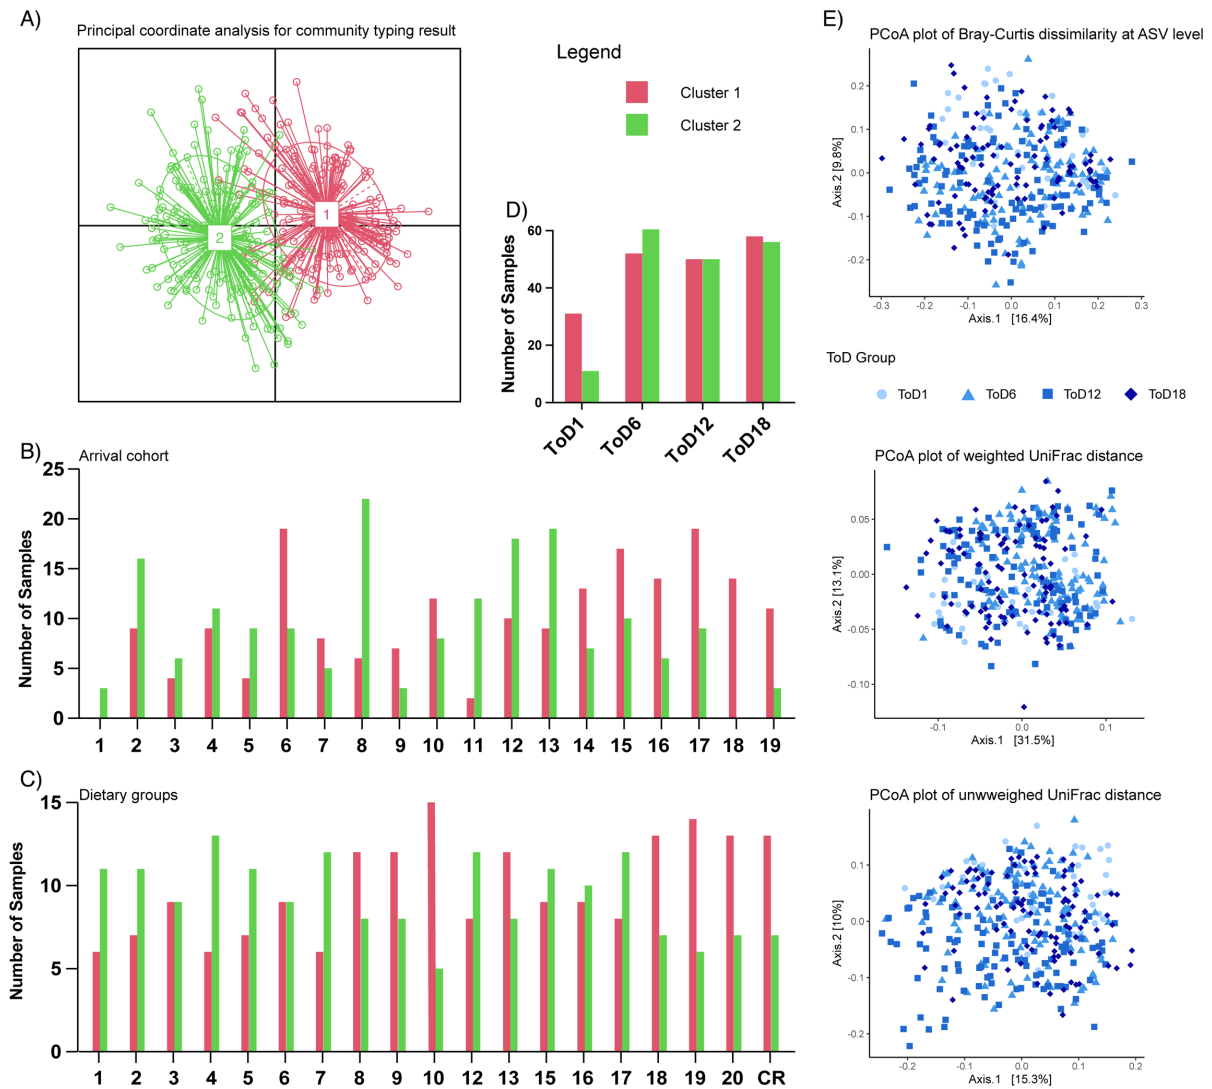 A)
Principal coordinate analysis for community typing result
1
2
Legend
Cluster 1
Cluster 2
D)
Number of Samples
60
40
20
0
ToD1
ToD6
ToD12
ToD18
B)
Arrival cohort
Number of Samples
25
20
15
10
5
0
1 2 3 4 5 6 7 8 9 10 11 12 13 14 15 16 17 18 19
C)
Dietary groups
Number of Samples
15
10
5
0
1 2 3 4 5 6 7 8 9 10 12 13 15 16 17 18 19 20 CR
E)
PCoA plot of Bray-Curtis dissimilarity at ASV level
Axis.2 [9.8%]
0.2
0.1
0.0
-0.1
-0.2
-0.3 -0.2 -0.1 0.0 0.1 0.2 0.3
Axis.1 [16.4%]
ToD Group
ToD1 ToD6 ToD12 ToD18
PCoA plot of weighted UniFrac distance
Axis.2 [13.1%]
0.05
0.00
-0.05
-0.10
-0.1 0.0 0.1
Axis.1 [31.5%]
PCoA plot of unwweighed UniFrac distance
Axis.2 [10%]
0.1
0.0
-0.1
-0.2
-0.2 -0.1 0.0 0.1 0.2
Axis.1 [15.3%]